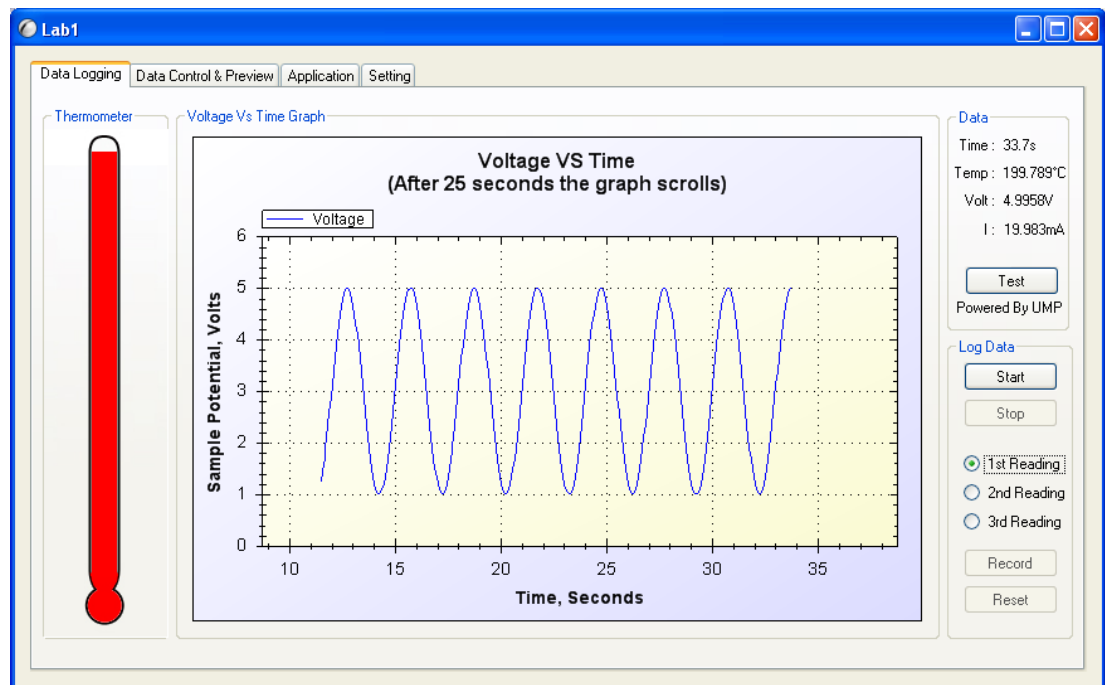 Lab1
Data Logging Data Control & Preview Application Setting
Thermometer
Voltage Vs Time Graph
Voltage VS Time
(After 25 seconds the graph scrolls)
Voltage
Sample Potential, Volts
6
5
4
3
2
1
0
10 15 20 25 30 35
Time, Seconds
Data
Time : 33.7s
Temp : 199.789°C
Volt : 4.9958V
I : 19.983mA
Test
Powered By UMP
Log Data
Start
Stop
1st Reading
2nd Reading
3rd Reading
Record
Reset